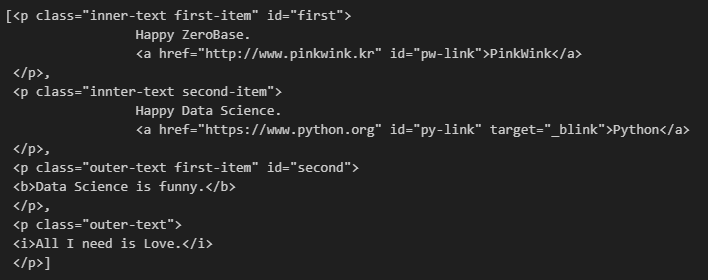 [<p class="inner-text first-item" id="first">
                Happy ZeroBase.
                <a href="http://www.pinkwink.kr" id="pw-link">PinkWink</a>
 </p>,
 <p class="innter-text second-item">
                Happy Data Science.
                <a href="https://www.python.org" id="py-link" target="_blink">Python</a>
 </p>,
 <p class="outer-text first-item" id="second">
 <b>Data Science is funny.</b>
 </p>,
 <p class="outer-text">
 <i>All I need is Love.</i>
 </p>]